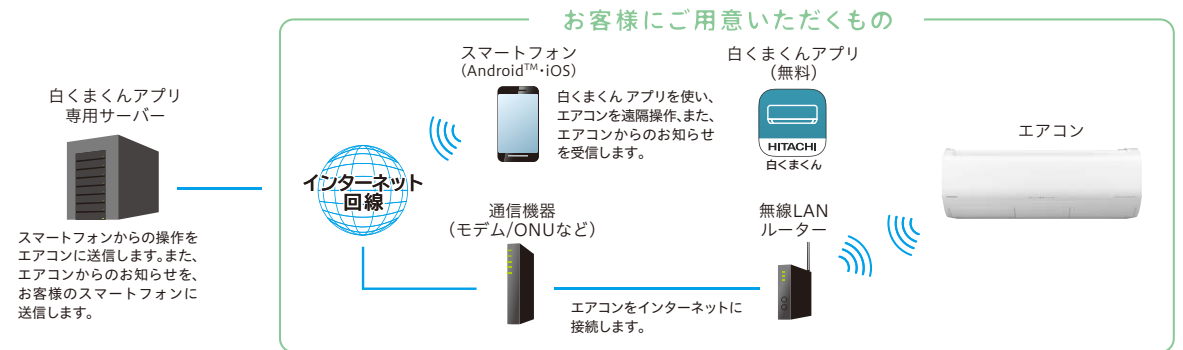 お客様にご用意いただくもの
白くまくんアプリ
専用サーバー
スマートフォンからの操作を
エアコンに送信します。また、
エアコンからのお知らせを、
お客様のスマートフォンに
送信します。
インターネット
回線
スマートフォン
（Android™・iOS）
白くまくん アプリを使い、
エアコンを遠隔操作、また、
エアコンからのお知らせ
を受信します。
白くまくんアプリ
（無料）
HITACHI
白くまくん
エアコン
通信機器
（モデム/ONUなど）
エアコンをインターネットに
接続します。
無線LAN
ルーター